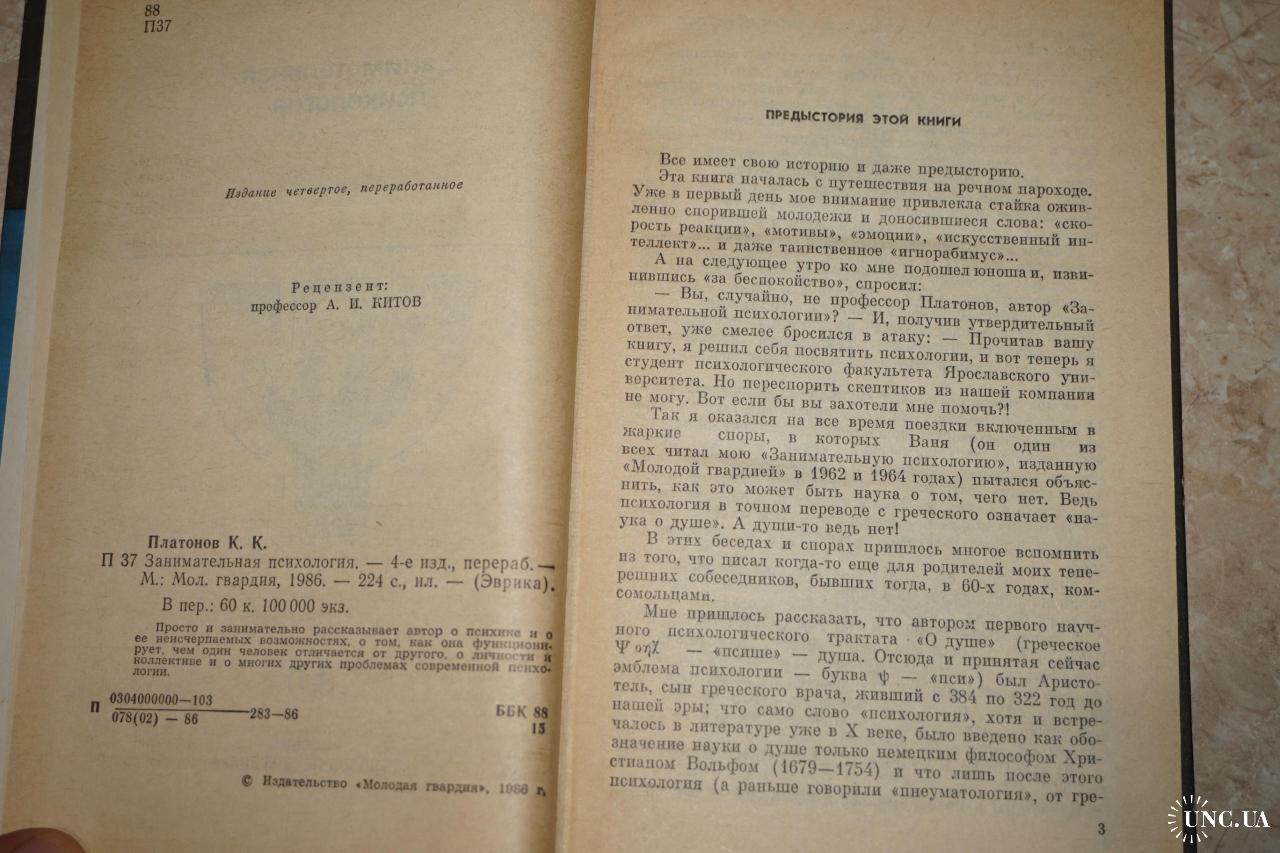 88
П37
Издание четвертое, переработанное
Рецензент:
профессор А. И. КИТОВ
Платонов К. К.
П 37 Занимательная психология. — 4-е изд., перераб. —
М.: Мол. гвардия, 1986. — 224 с., ил. — (Эврика).
В пер.: 60 к. 100 000 экз.
Просто и занимательно рассказывает автор о психике и о
ее неисчерпаемых возможностях, о том, как она функциони-
рует, чем один человек отличается от другого, о личности и
коллективе и о многих других проблемах современной психо-
логии.
П 0304000000—103
078(02) — 86 —283—86
ББК 88
15
© Издательство «Молодая гвардия», 1986 г.
ПРЕДЫСТОРИЯ ЭТОЙ КНИГИ
Все имеет свою историю и даже предысторию.
Эта книга началась с путешествия на речном пароходе.
Уже в первый день мое внимание привлекла стайка ожив-
ленно спорившей молодежи и доносившиеся слова: «ско-
рость реакции», «мотивы», «эмоции», «искусственный ин-
теллект»... и даже таинственное «игнорабимус»...
А на следующее утро ко мне подошел юноша и, изви-
нившись «за беспокойство», спросил:
— Вы, случайно, не профессор Платонов, автор «За-
нимательной психологии»? — И, получив утвердительный
ответ, уже смелее бросился в атаку: — Прочитав вашу
книгу, я решил себя посвятить психологии, и вот теперь я
студент психологического факультета Ярославского уни-
верситета. Но переспорить скептиков из нашей компании
не могу. Вот если бы вы захотели мне помочь?!
Так я оказался на все время поездки включенным в
жаркие споры, в которых Ваня (он один из
всех читал мою «Занимательную психологию», изданную
«Молодой гвардией» в 1962 и 1964 годах) пытался объяс-
нить, как это может быть наука о том, чего нет. Ведь
психология в точном переводе с греческого означает «на-
ука о душе». А души-то ведь нет!
В этих беседах и спорах пришлось многое вспомнить
из того, что писал когда-то еще для родителей моих тепе-
решних собеседников, бывших тогда, в 60-х годах, ком-
сомольцами.
Мне пришлось рассказать, что автором первого науч-
ного психологического трактата «О душе» (греческое
Ψυηχ — «псише» — душа. Отсюда и принятая сейчас
эмблема психологии — буква ψ — «пси») был Аристо-
тель, сын греческого врача, живший с 384 по 322 год до
нашей эры; что само слово «психология», хотя и встре-
чалось в литературе уже в X веке, было введено как обо-
значение науки о душе только немецким философом Хри-
стианом Вольфом (1679—1754) и что лишь после этого
психология (а раньше говорили «пнеуматология», от гре-
3
UNC.UA